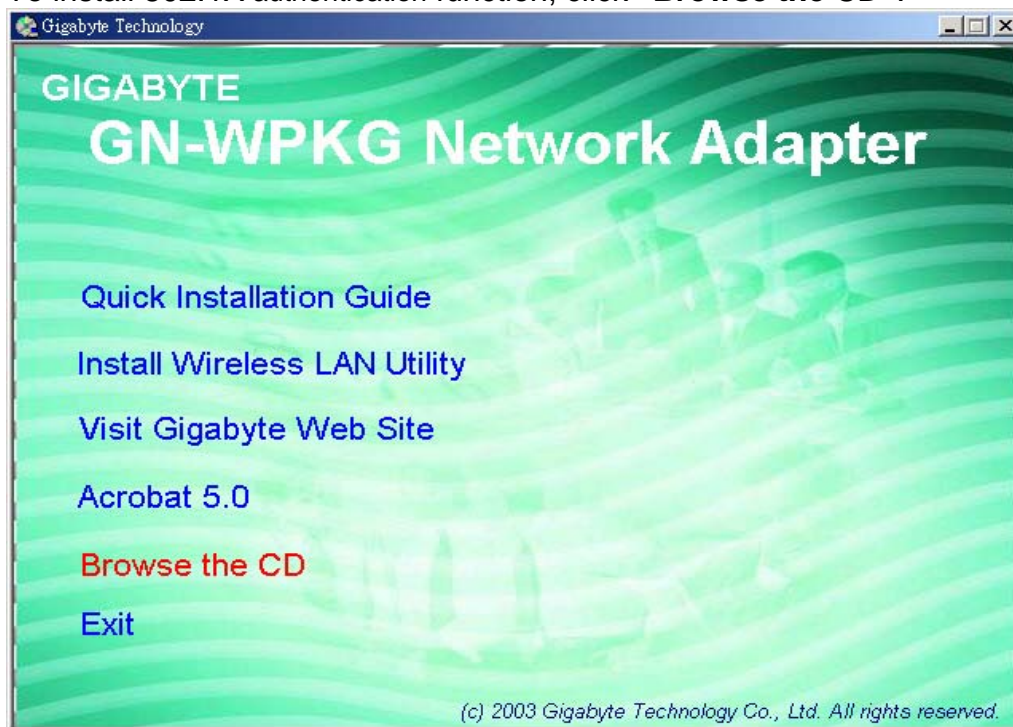 To install 802.1x authentication function, click "Browse the CD".
Gigabyte Technology
GIGABYTE
GN-WPKG Network Adapter
Quick Installation Guide
Install Wireless LAN Utility
Visit Gigabyte Web Site
Acrobat 5.0
Browse the CD
Exit
(c) 2003 Gigabyte Technology Co., Ltd. All rights reserved.